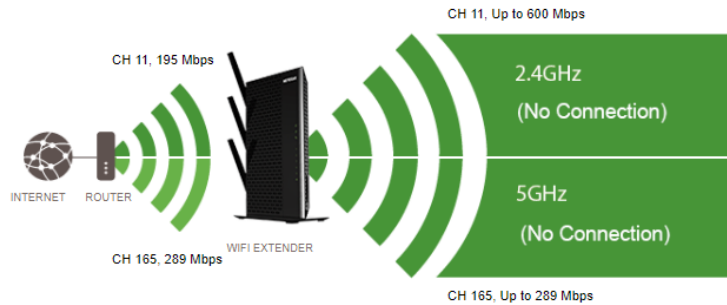 CH 11, Up to 600 Mbps
CH 11, 195 Mbps
2.4GHz
(No Connection)
INTERNET
ROUTER
5GHz
(No Connection)
WIFI EXTENDER
CH 165, 289 Mbps
CH 165, Up to 289 Mbps